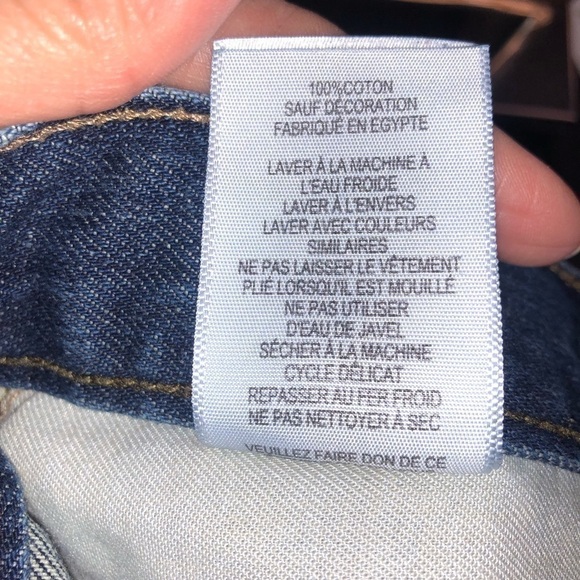 100%COTON
SAUF DÉCORATION
FABRIQUÉ EN EGYPTE
LAVER À LA MACHINE À
L'EAU FROIDE
LAVER À L'ENVERS
LAVER AVEC COULEURS
SIMILAIRES
NE PAS LAISSER LE VÊTEMENT
PLIÉ LORSQU'IL EST MOUILLÉ
NE PAS UTILISER
D'EAU DE JAVEL
SÉCHER À LA MACHINE
CYCLE DÉLICAT
REPASSER AU FER FROID
NE PAS NETTOYER À SEC
VEUILLEZ FAIRE DON DE CE